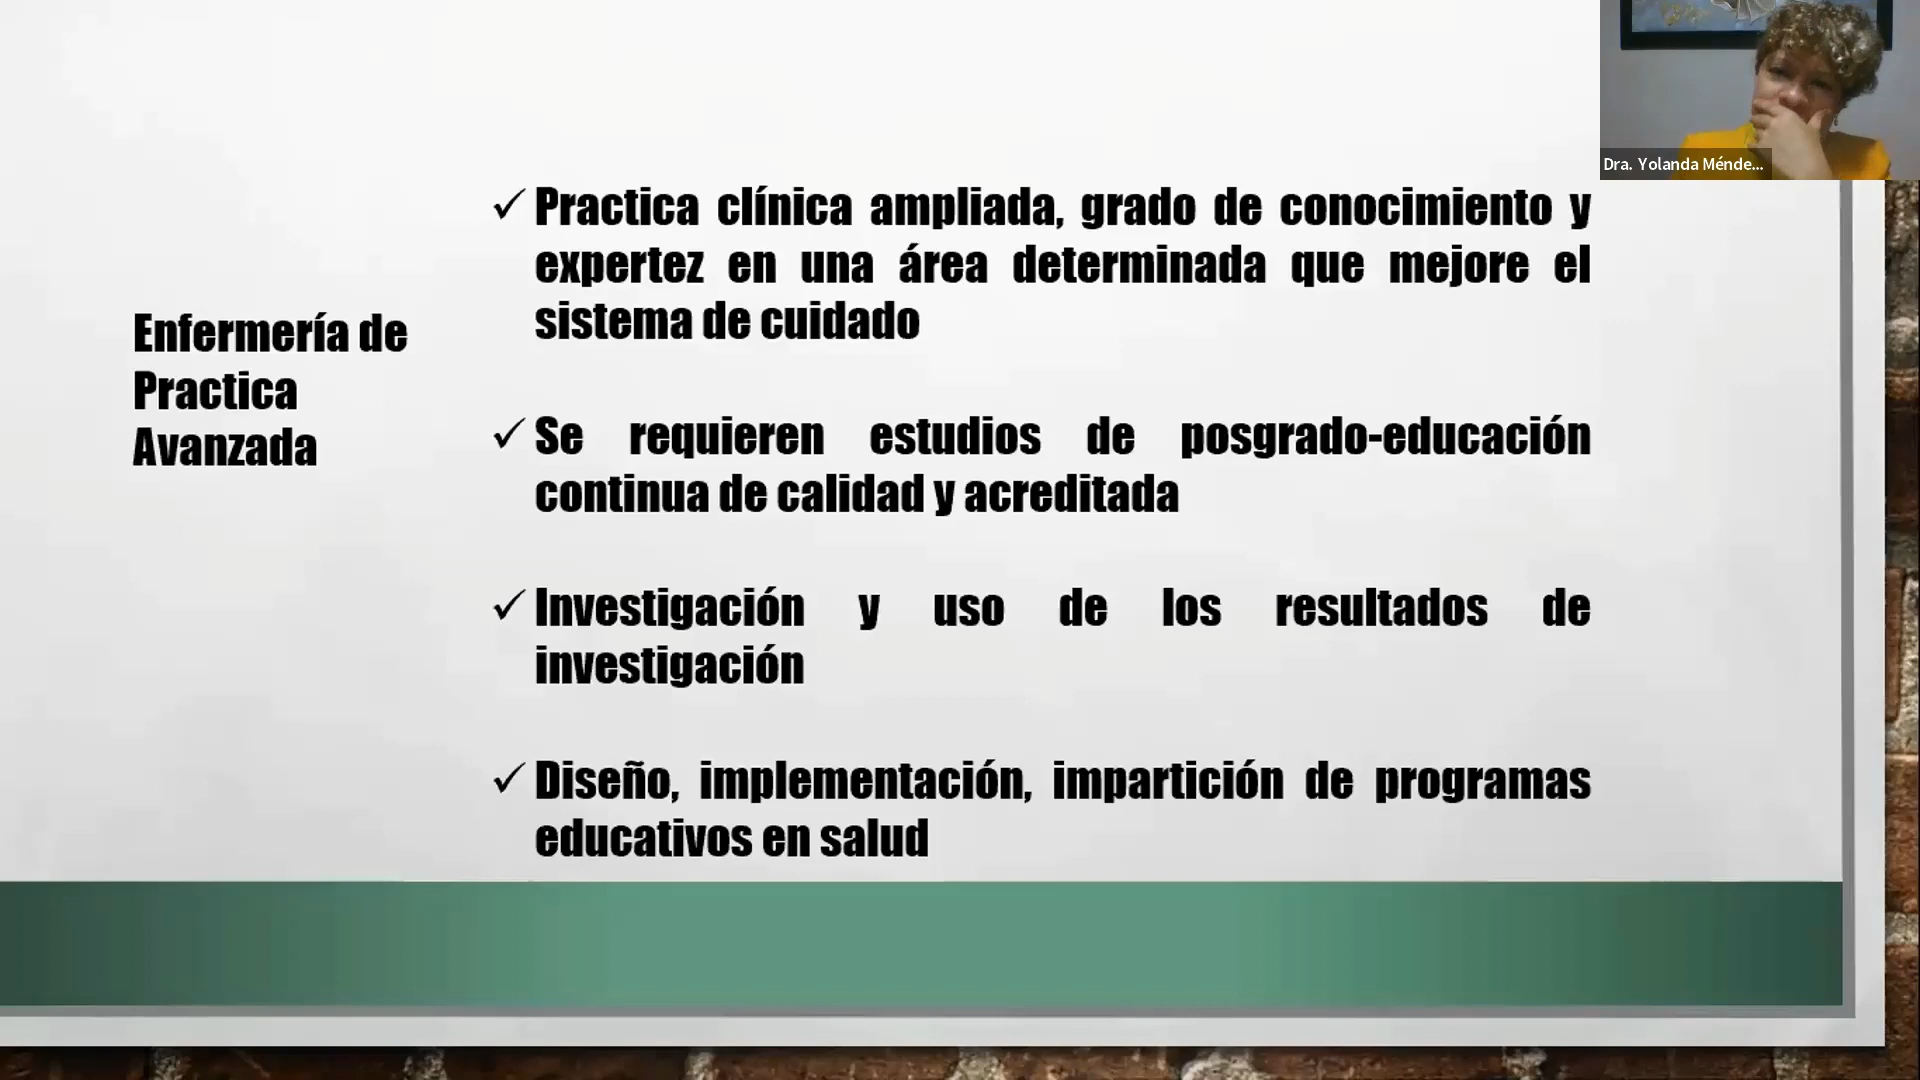 Dra. Yolanda Ménde...
Enfermería de
Practica
Avanzada
✓ Practica clínica ampliada, grado de conocimiento y
expertez en una área determinada que mejore el
sistema de cuidado
✓ Se requieren estudios de posgrado-educación
continua de calidad y acreditada
✓ Investigación y uso de los resultados de
investigación
✓ Diseño, implementación, impartición de programas
educativos en salud